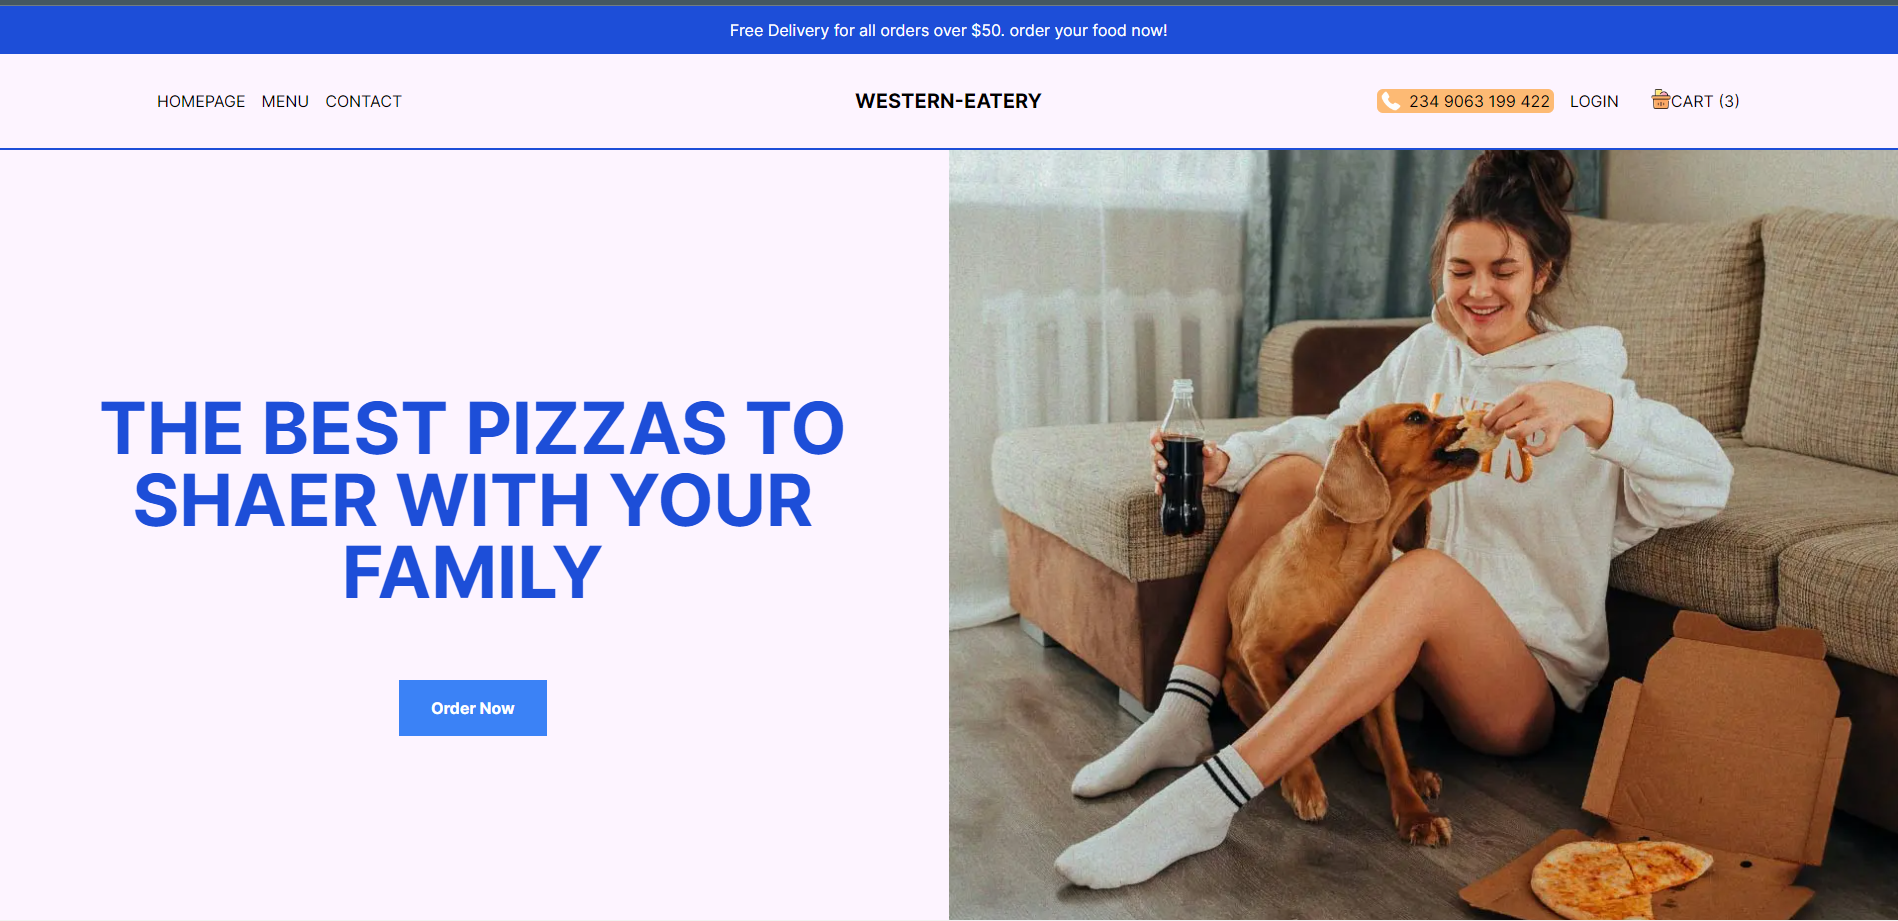 Free Delivery for all orders over $50. order your food now!
HOMEPAGE MENU CONTACT
WESTERN-EATERY
234 9063 199 422 LOGIN CART (3)
THE BEST PIZZAS TO
SHAER WITH YOUR
FAMILY
Order Now